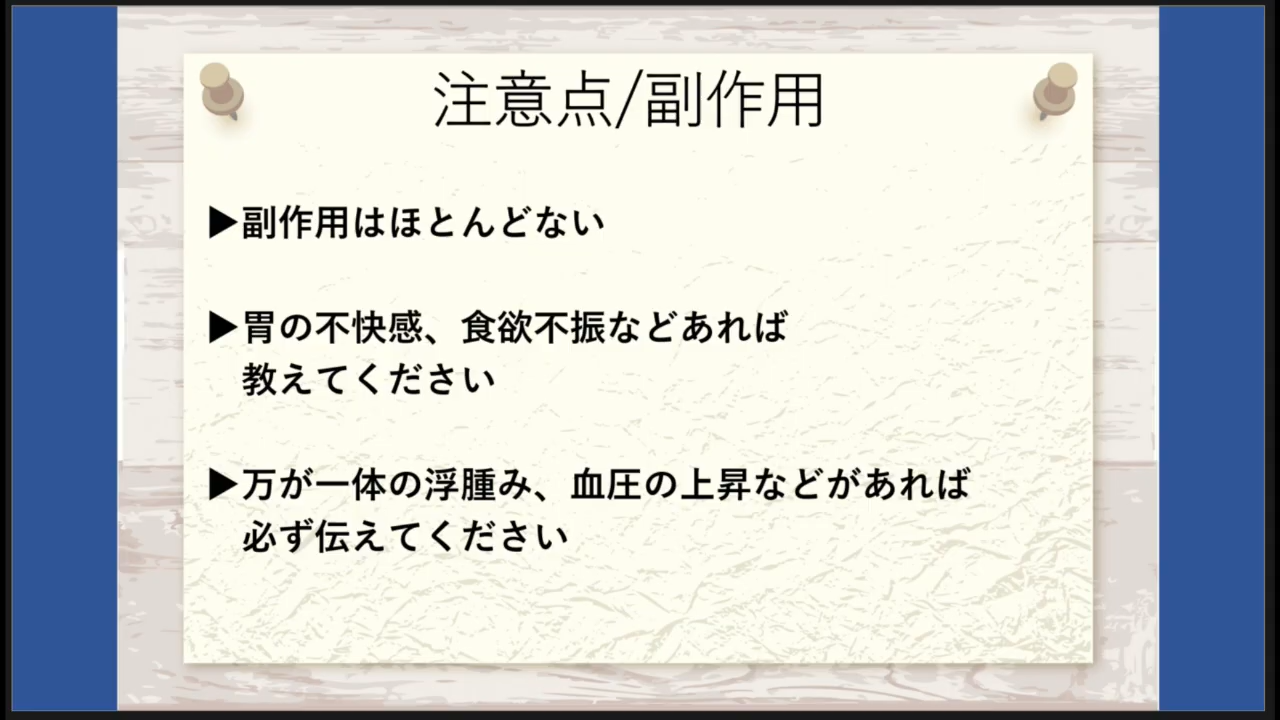 注意点/副作用
▶副作用はほとんどない
▶胃の不快感、食欲不振などあれば
教えてください
▶万が一体の浮腫み、血圧の上昇などがあれば
必ず伝えてください